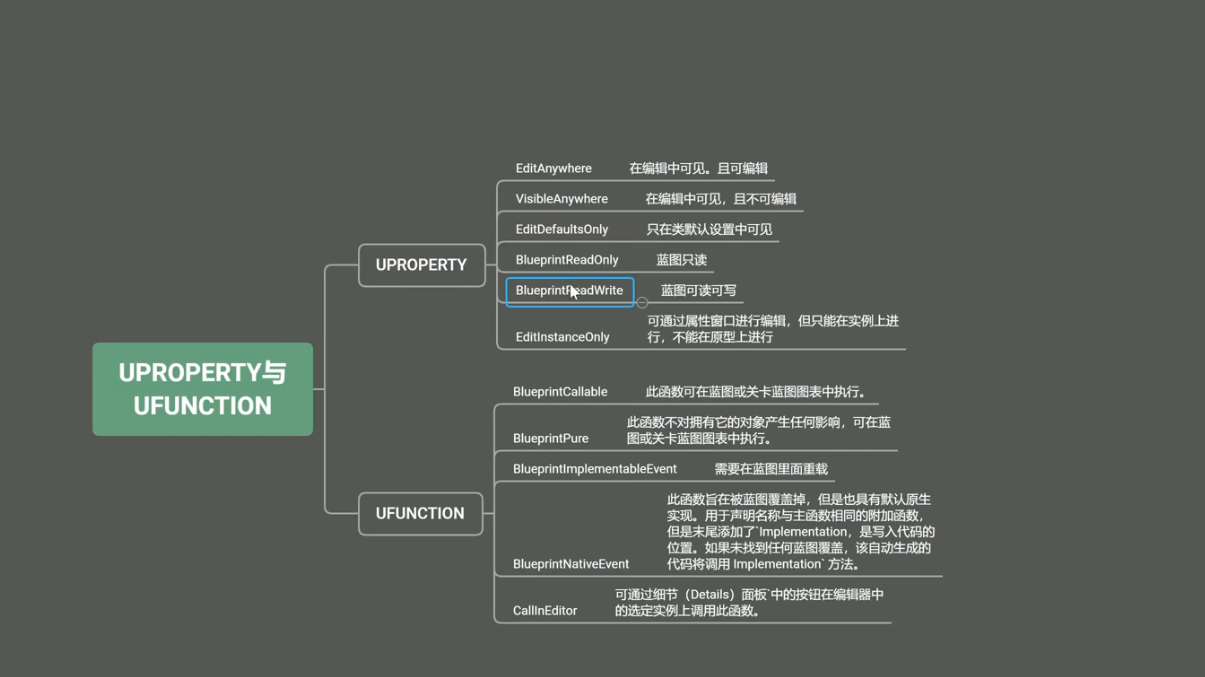 UPROPERTY与
UFUNCTION
UPROPERTY
EditAnywhere 在编辑中可见。且可编辑
VisibleAnywhere 在编辑中可见，且不可编辑
EditDefaultsOnly 只在类默认设置中可见
BlueprintReadOnly 蓝图只读
BlueprintReadWrite 蓝图可读可写
EditInstanceOnly 可通过属性窗口进行编辑，但只能在实例上进
行，不能在原型上进行
UFUNCTION
BlueprintCallable 此函数可在蓝图或关卡蓝图图表中执行。
BlueprintPure 此函数不对拥有它的对象产生任何影响，可在蓝
图或关卡蓝图图表中执行。
BlueprintImplementableEvent 需要在蓝图里面重载
BlueprintNativeEvent 此函数旨在被蓝图覆盖掉，但是也具有默认原生
实现。用于声明名称与主函数相同的附加函数，
但是末尾添加了`Implementation，是写入代码的
位置。如果未找到任何蓝图覆盖，该自动生成的
代码将调用 Implementation` 方法。
CallInEditor 可通过细节（Details）面板`中的按钮在编辑器中
的选定实例上调用此函数。